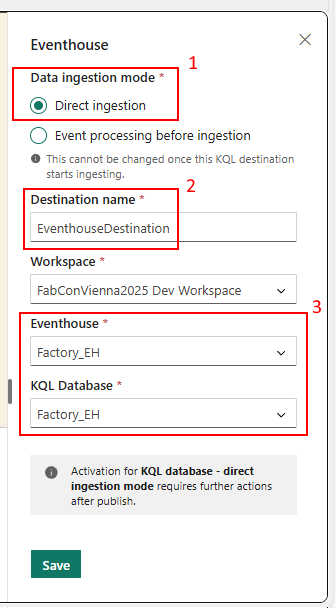 Eventhouse
1
Data ingestion mode *
Direct ingestion
Event processing before ingestion
This cannot be changed once this KQL destination
starts ingesting.
2
Destination name *
EventhouseDestination
Workspace *
FabConVienna2025 Dev Workspace
3
Eventhouse *
Factory_EH
KQL Database *
Factory_EH
Activation for KQL database - direct
ingestion mode requires further actions
after publish.
Save